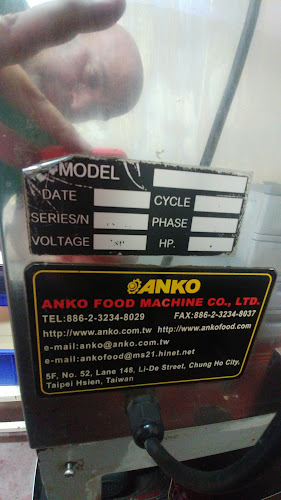 MODEL
DATE CYCLE
SERIES/N PHASE
VOLTAGE HP.
ANKO
ANKO FOOD MACHINE CO., LTD.
TEL:886-2-3234-8029 FAX:886-2-3234-8037
http://www.anko.com.tw http://www.ankofood.com
e-mail:anko@anko.com.tw
e-mail:ankofood@ms21.hinet.net
5F, No. 52, Lane 148, Li-De Street, Chung Ho City,
Taipei Hsien, Taiwan